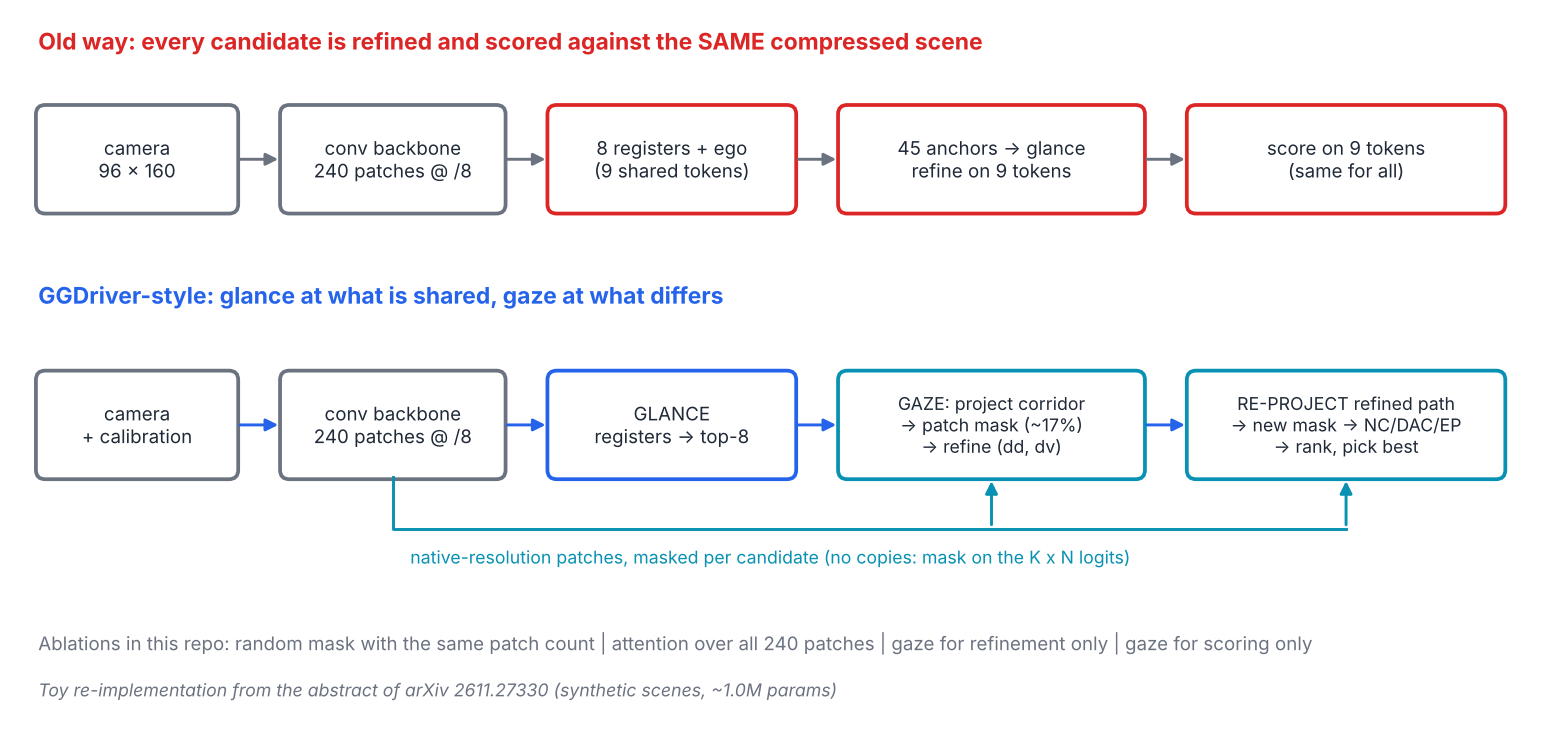 Old way: every candidate is refined and scored against the SAME compressed scene
camera
96 × 160
conv backbone
240 patches @ /8
8 registers + ego
(9 shared tokens)
45 anchors → glance
refine on 9 tokens
score on 9 tokens
(same for all)
GGDriver-style: glance at what is shared, gaze at what differs
camera
+ calibration
conv backbone
240 patches @ /8
GLANCE
registers → top-8
GAZE: project corridor
→ patch mask (~17%)
→ refine (dd, dv)
RE-PROJECT refined path
→ new mask → NC/DAC/EP
→ rank, pick best
native-resolution patches, masked per candidate (no copies: mask on the K x N logits)
Ablations in this repo: random mask with the same patch count | attention over all 240 patches | gaze for refinement only | gaze for scoring only
Toy re-implementation from the abstract of arXiv 2611.27330 (synthetic scenes, ~1.0M params)